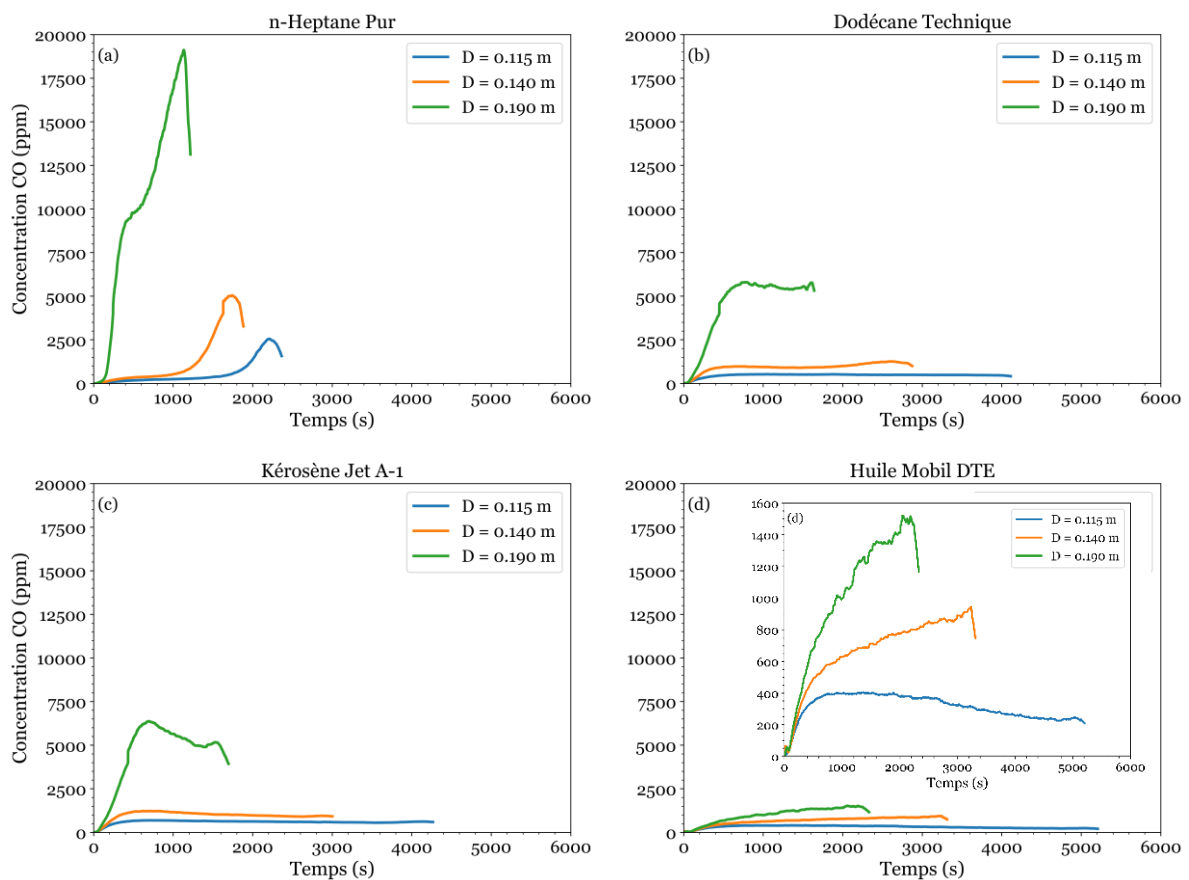 n-Heptane Pur
(a)
D = 0.115 m
D = 0.140 m
D = 0.190 m
Concentration CO (ppm)
20000
17500
15000
12500
10000
7500
5000
2500
0
0 1000 2000 3000 4000 5000 6000
Temps (s)
Dodécane Technique
(b)
D = 0.115 m
D = 0.140 m
D = 0.190 m
20000
17500
15000
12500
10000
7500
5000
2500
0
0 1000 2000 3000 4000 5000 6000
Temps (s)
Kérosène Jet A-1
(c)
D = 0.115 m
D = 0.140 m
D = 0.190 m
Concentration CO (ppm)
20000
17500
15000
12500
10000
7500
5000
2500
0
0 1000 2000 3000 4000 5000 6000
Temps (s)
Huile Mobil DTE
(d)
20000
17500
15000
12500
10000
7500
5000
2500
0
0 1000 2000 3000 4000 5000 6000
Temps (s)
(d)
D = 0.115 m
D = 0.140 m
D = 0.190 m
1600
1400
1200
1000
800
600
400
200
0
0 1000 2000 3000 4000 5000 6000
Temps (s)